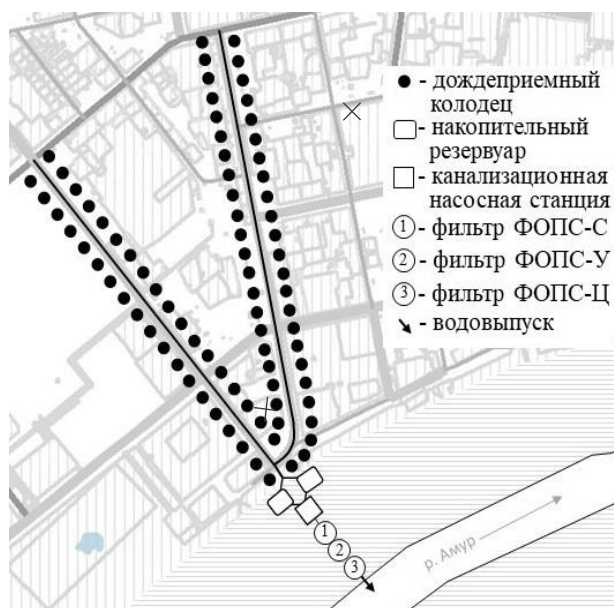 - дождеприемный
колодец
- накопительный
резервуар
- канализационная
насосная станция
1 - фильтр ФОПС-С
2 - фильтр ФОПС-У
3 - фильтр ФОПС-Ц
- водовыпуск
1
2
3
р. Амур